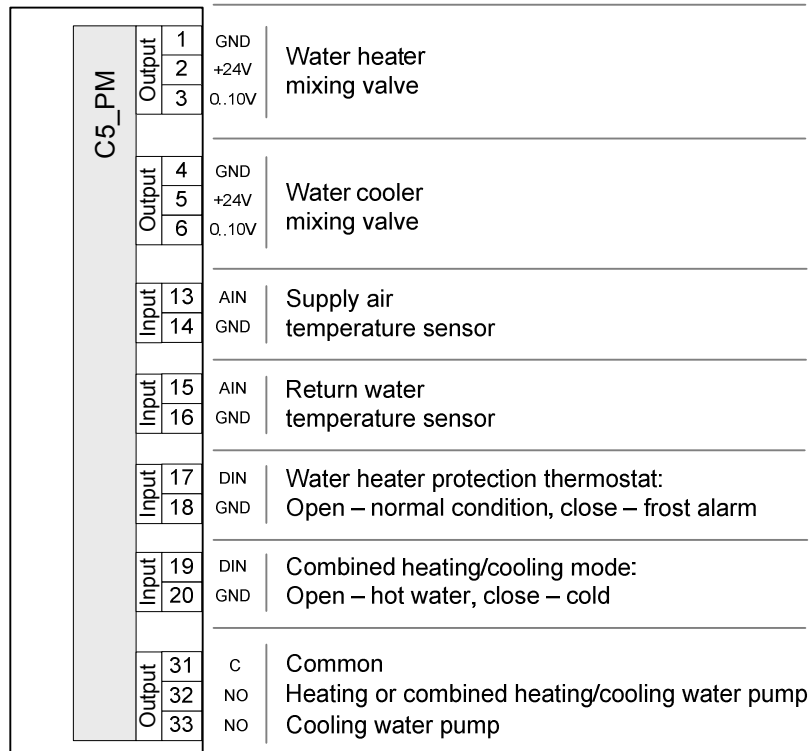 C5_PM
Output
1 GND
2 +24V
3 0..10V
Water heater
mixing valve
Output
4 GND
5 +24V
6 0..10V
Water cooler
mixing valve
Input
13 AIN
14 GND
Supply air
temperature sensor
Input
15 AIN
16 GND
Return water
temperature sensor
Input
17 DIN
18 GND
Water heater protection thermostat:
Open – normal condition, close – frost alarm
Input
19 DIN
20 GND
Combined heating/cooling mode:
Open – hot water, close – cold
Output
31 C Common
32 NO Heating or combined heating/cooling water pump
33 NO Cooling water pump